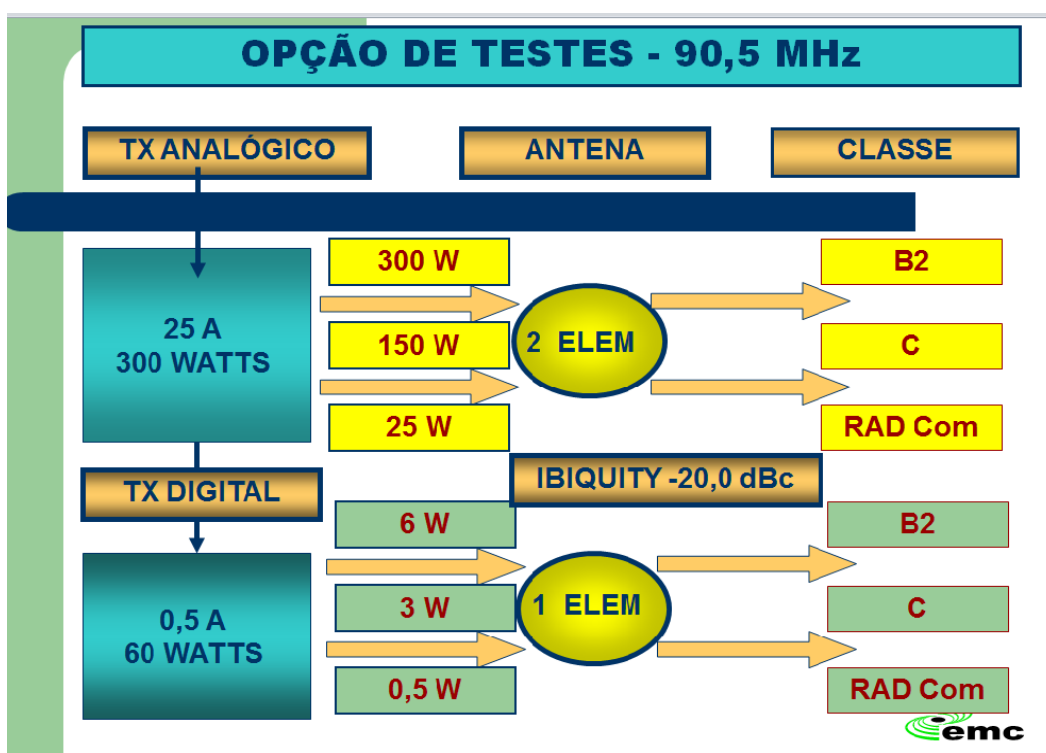 OPÇÃO DE TESTES - 90,5 MHz
TX ANALÓGICO
ANTENA
CLASSE
25 A
300 WATTS
300 W
150 W
25 W
2 ELEM
B2
C
RAD Com
TX DIGITAL
IBIQUITY -20,0 dBc
0,5 A
60 WATTS
6 W
3 W
0,5 W
1 ELEM
B2
C
RAD Com
emc